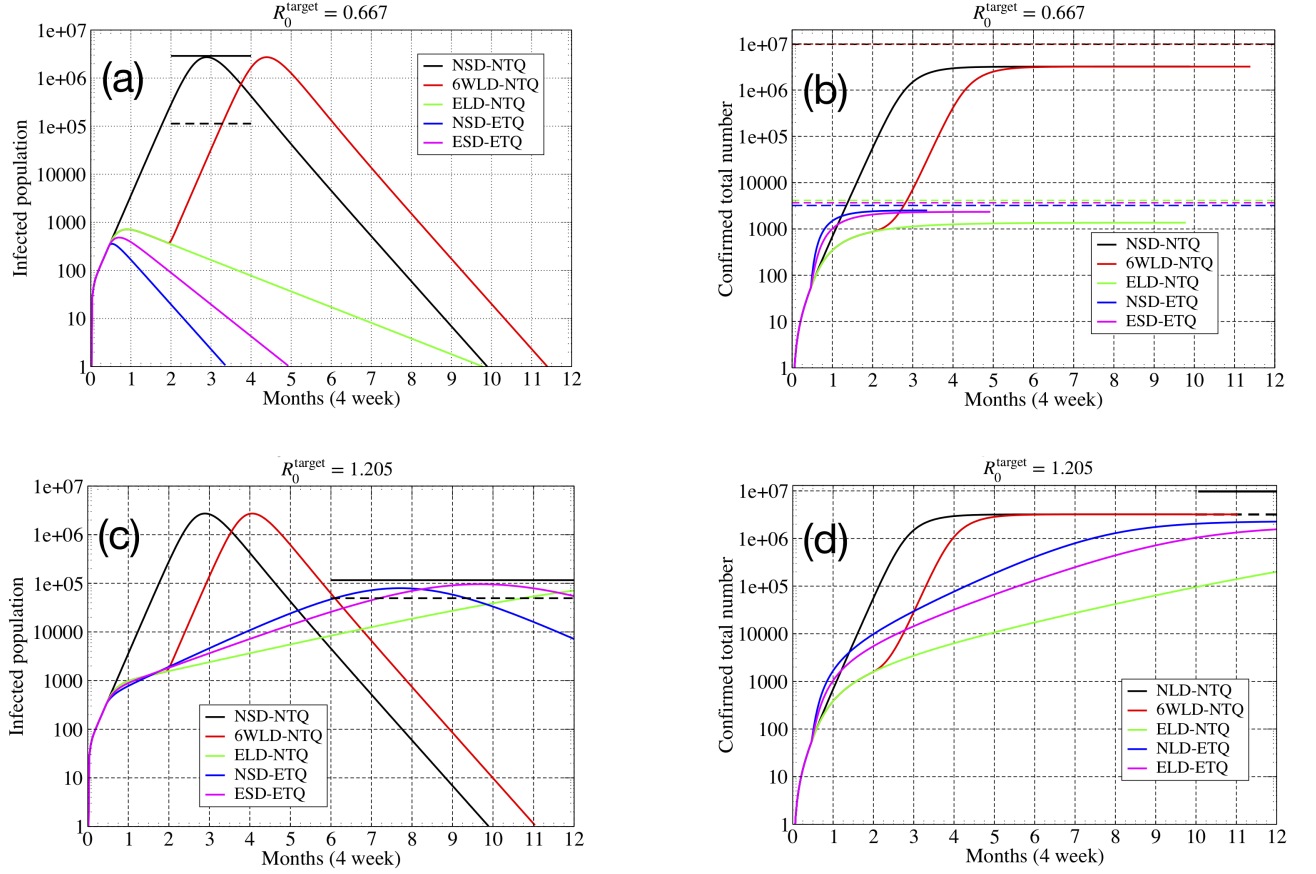 R₀ᵗᵃʳᵍᵉᵗ = 0.667
1e+07
1e+06
1e+05
10000
1000
100
10
1
Infected population
(a)
NSD-NTQ
6WLD-NTQ
ELD-NTQ
NSD-ETQ
ESD-ETQ
0 1 2 3 4 5 6 7 8 9 10 11 12
Months (4 week)
R₀ᵗᵃʳᵍᵉᵗ = 0.667
1e+07
1e+06
1e+05
10000
1000
100
10
1
Confirmed total number
(b)
NSD-NTQ
6WLD-NTQ
ELD-NTQ
NSD-ETQ
ESD-ETQ
0 1 2 3 4 5 6 7 8 9 10 11 12
Months (4 week)
R₀ᵗᵃʳᵍᵉᵗ = 1.205
1e+07
1e+06
1e+05
10000
1000
100
10
1
Infected population
(c)
NSD-NTQ
6WLD-NTQ
ELD-NTQ
NSD-ETQ
ESD-ETQ
0 1 2 3 4 5 6 7 8 9 10 11 12
Months (4 week)
R₀ᵗᵃʳᵍᵉᵗ = 1.205
1e+07
1e+06
1e+05
10000
1000
100
10
1
Confirmed total number
(d)
NLD-NTQ
6WLD-NTQ
ELD-NTQ
NLD-ETQ
ELD-ETQ
0 1 2 3 4 5 6 7 8 9 10 11 12
Months (4 week)